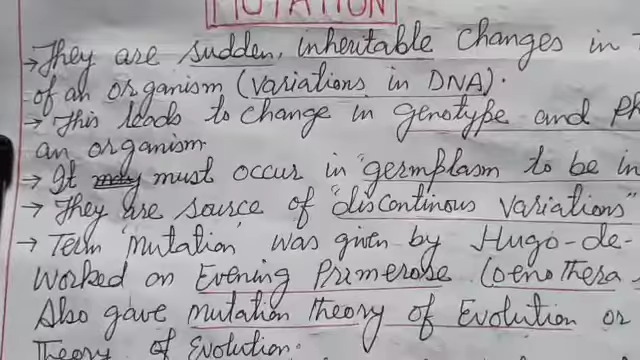 MUTATION
→ They are sudden, inheritable changes in
of an organism (variations in DNA).
→ This leads to change in genotype and Ph
an organism.
→ It must occur in "germplasm to be in
→ They are source of "discontinous variations"
→ Term 'mutation' was given by Hugo-de-
Worked on Evening Primerose (oenothera
Also gave mutation theory of Evolution or
Theory of Evolution.